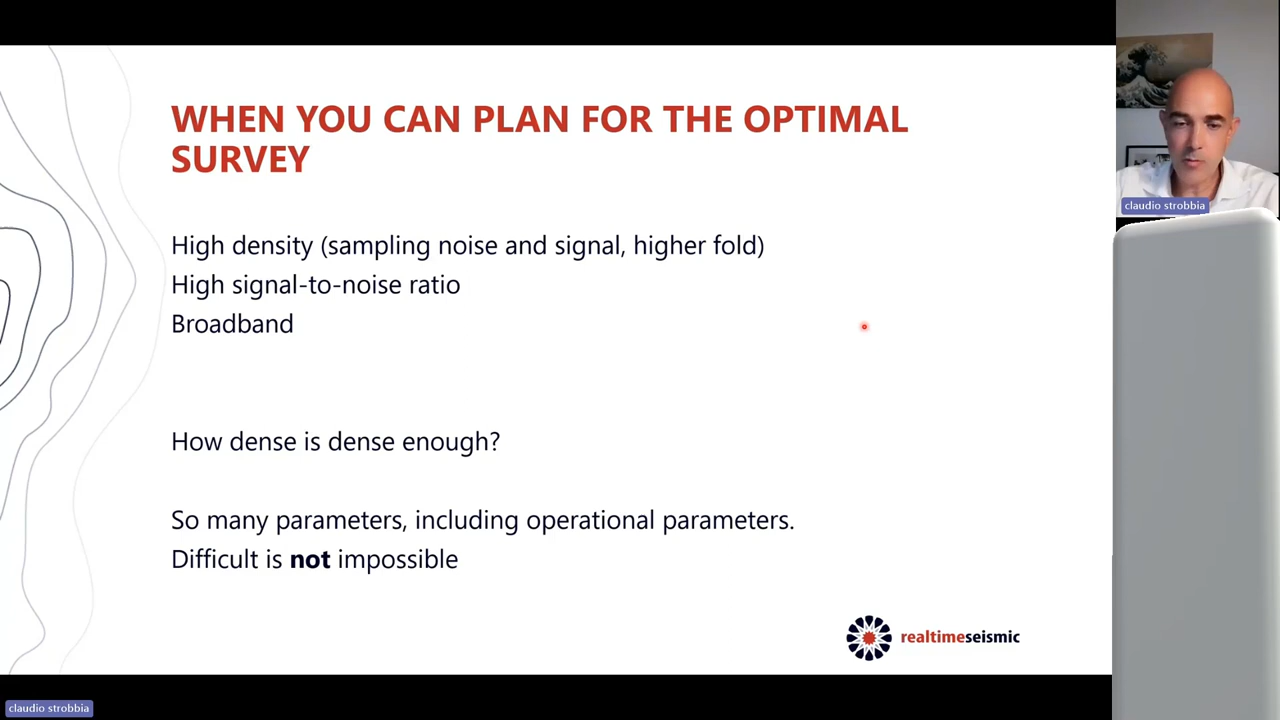 WHEN YOU CAN PLAN FOR THE OPTIMAL
SURVEY
High density (sampling noise and signal, higher fold)
High signal-to-noise ratio
Broadband
How dense is dense enough?
So many parameters, including operational parameters.
Difficult is not impossible
realtimeseismic
claudio strobbia
claudio strobbia